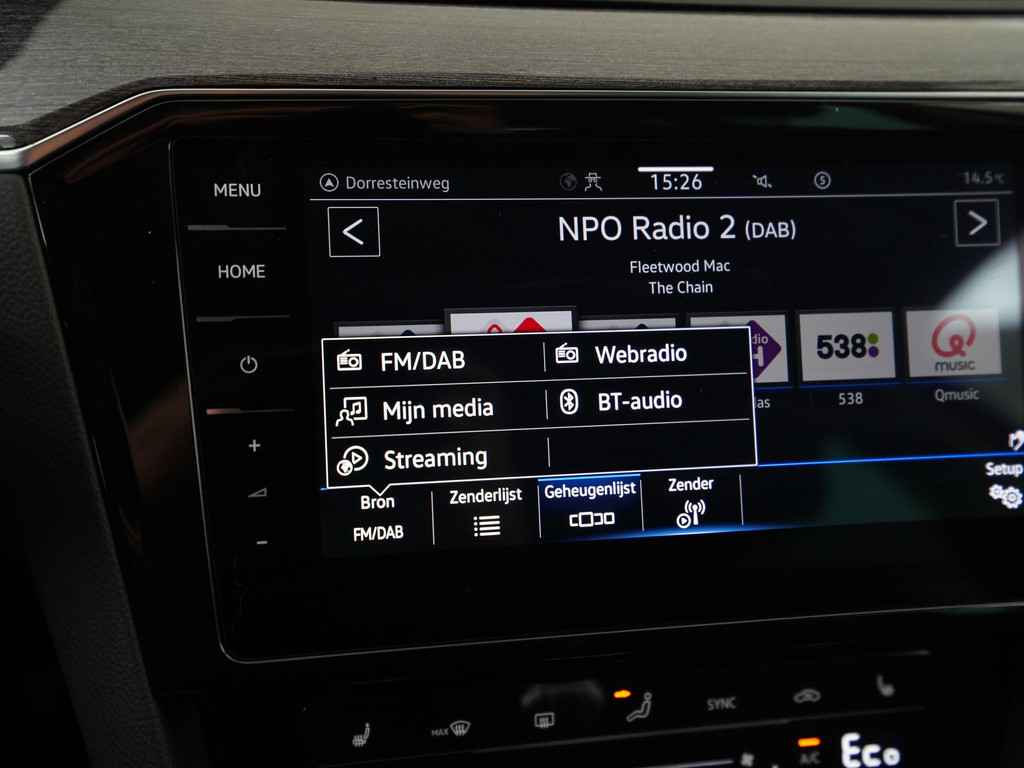 MENU
HOME
Dorresteinweg
15:26
14.5°C
NPO Radio 2 (DAB)
Fleetwood Mac
The Chain
538
Q
music
538
Qmusic
FM/DAB
Webradio
Mijn media
BT-audio
Streaming
Bron
FM/DAB
Zenderlijst
Geheugenlijst
Zender
Setup
MAX
SYNC
A/C
Eco